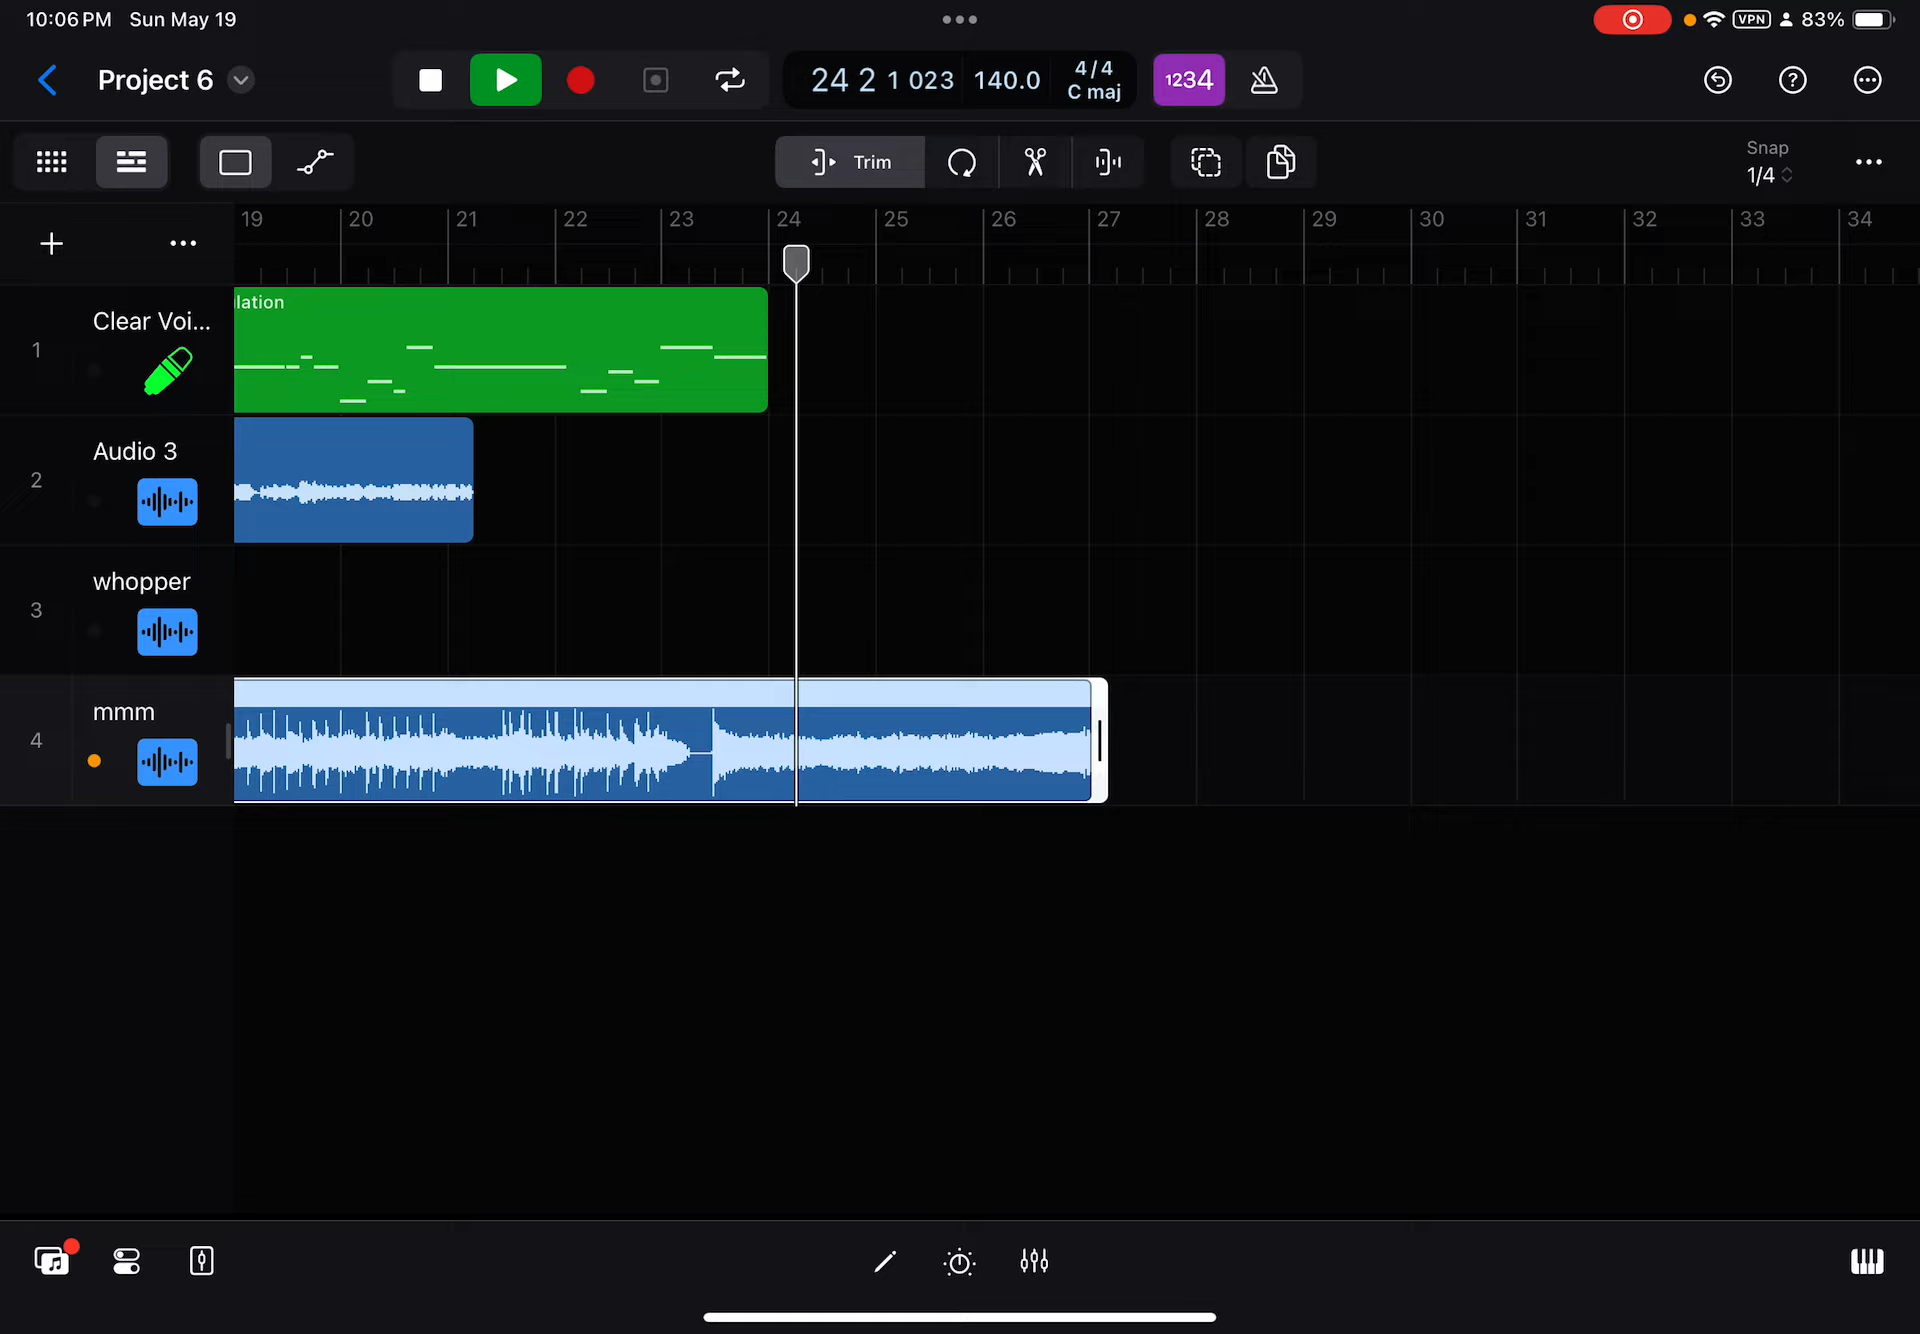 10:06 PM Sun May 19
VPN 83%
Project 6
24 2 1 023 140.0 4/4
C maj
1234
Trim
Snap
1/4
19 20 21 22 23 24 25 26 27 28 29 30 31 32 33 34
lation
1 Clear Voi...
2 Audio 3
3 whopper
4 mmm